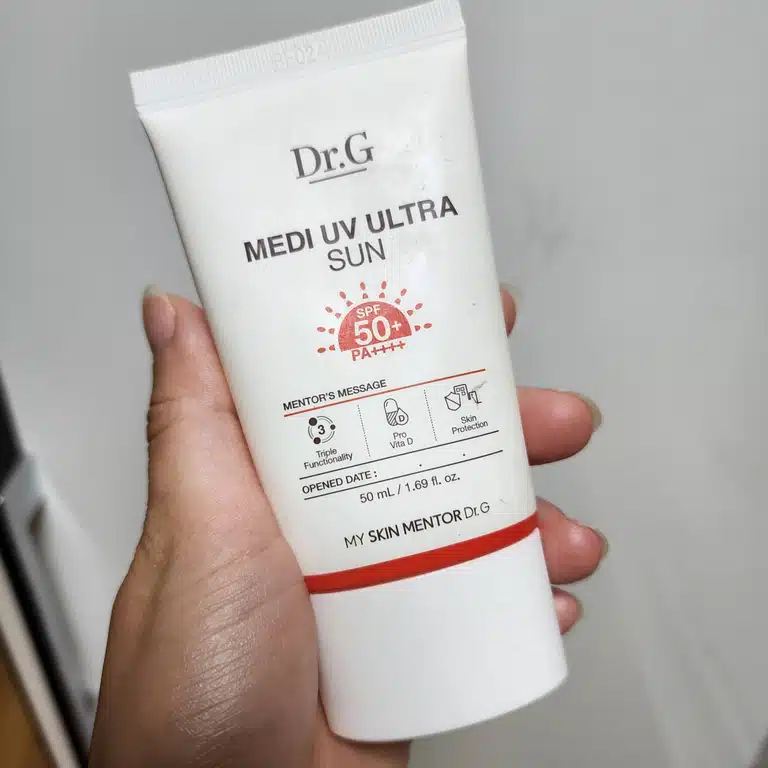 RF02
Dr.G
MEDI UV ULTRA
SUN
SPF
50+
PA++++
MENTOR'S MESSAGE
3
Triple
Functionality
D
Pro
Vita D
Skin
Protection
OPENED DATE : . .
50 mL / 1.69 fl. oz.
MY SKIN MENTOR Dr.G